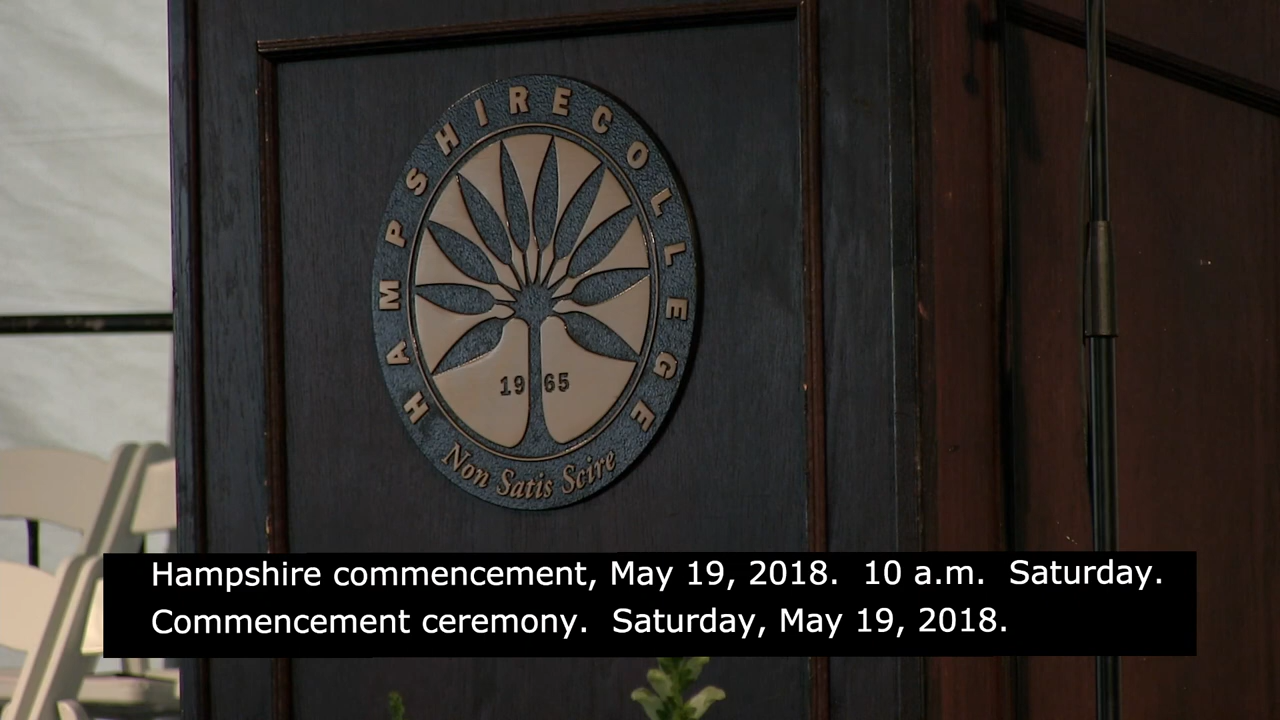 HAMPSHIRE COLLEGE
1965
Non Satis Scire
Hampshire commencement, May 19, 2018.  10 a.m.  Saturday.
Commencement ceremony.  Saturday, May 19, 2018.